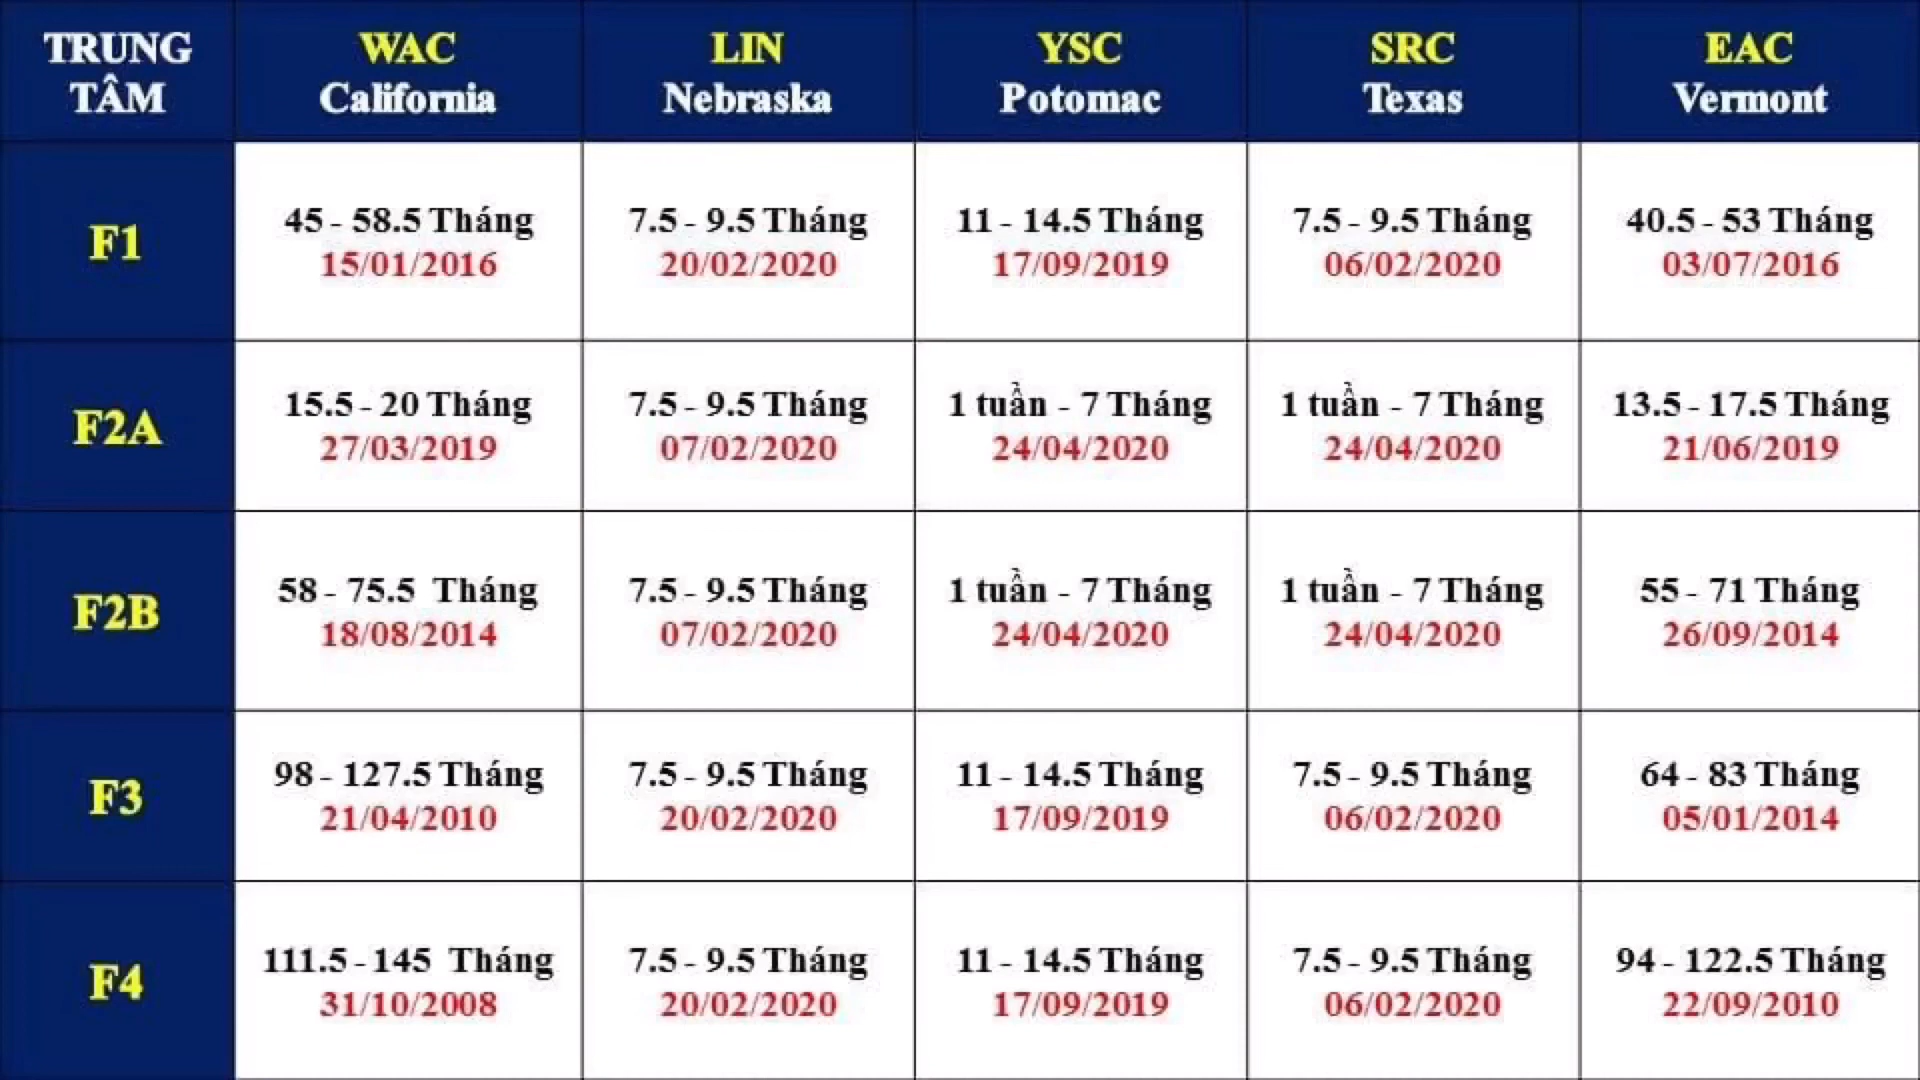 TRUNG
TÂM
WAC
California
LIN
Nebraska
YSC
Potomac
SRC
Texas
EAC
Vermont
F1
45 - 58.5 Tháng
15/01/2016
7.5 - 9.5 Tháng
20/02/2020
11 - 14.5 Tháng
17/09/2019
7.5 - 9.5 Tháng
06/02/2020
40.5 - 53 Tháng
03/07/2016
F2A
15.5 - 20 Tháng
27/03/2019
7.5 - 9.5 Tháng
07/02/2020
1 tuần - 7 Tháng
24/04/2020
1 tuần - 7 Tháng
24/04/2020
13.5 - 17.5 Tháng
21/06/2019
F2B
58 - 75.5 Tháng
18/08/2014
7.5 - 9.5 Tháng
07/02/2020
1 tuần - 7 Tháng
24/04/2020
1 tuần - 7 Tháng
24/04/2020
55 - 71 Tháng
26/09/2014
F3
98 - 127.5 Tháng
21/04/2010
7.5 - 9.5 Tháng
20/02/2020
11 - 14.5 Tháng
17/09/2019
7.5 - 9.5 Tháng
06/02/2020
64 - 83 Tháng
05/01/2014
F4
111.5 - 145 Tháng
31/10/2008
7.5 - 9.5 Tháng
20/02/2020
11 - 14.5 Tháng
17/09/2019
7.5 - 9.5 Tháng
06/02/2020
94 - 122.5 Tháng
22/09/2010